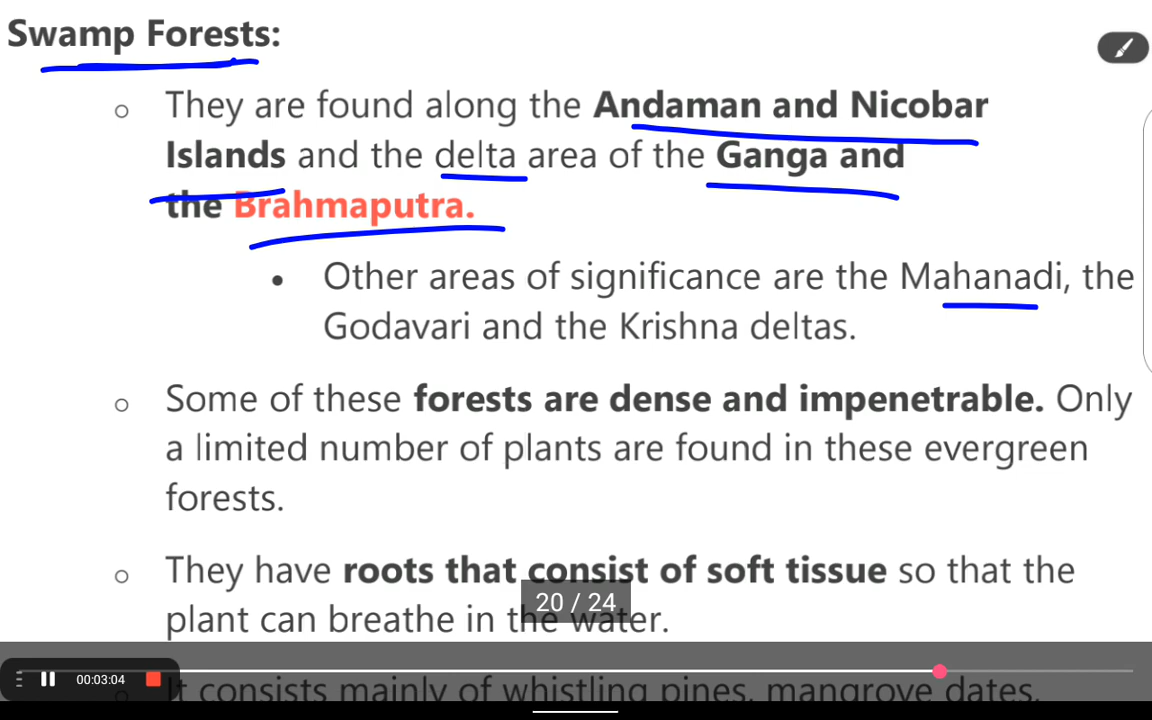 Swamp Forests:
They are found along the Andaman and Nicobar
Islands and the delta area of the Ganga and
the Brahmaputra.
Other areas of significance are the Mahanadi, the
Godavari and the Krishna deltas.
Some of these forests are dense and impenetrable. Only
a limited number of plants are found in these evergreen
forests.
They have roots that consist of soft tissue so that the
plant can breathe in the water.
20 / 24
00:03:04
It consists mainly of whistling pines, mangrove dates,